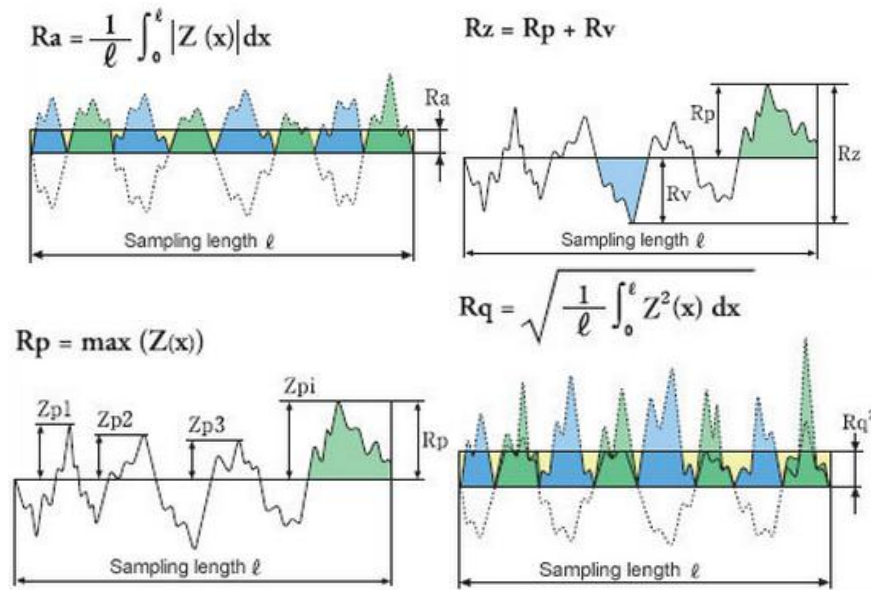 Ra = 1/ℓ ∫₀^ℓ |Z (x)| dx
Ra
Sampling length ℓ
Rz = Rp + Rv
Rp
Rv
Rz
Sampling length ℓ
Rp = max (Z(x))
Zp1
Zp2
Zp3
Zpi
Rp
Sampling length ℓ
Rq = √(1/ℓ ∫₀^ℓ Z²(x) dx)
Rq²
Sampling length ℓ